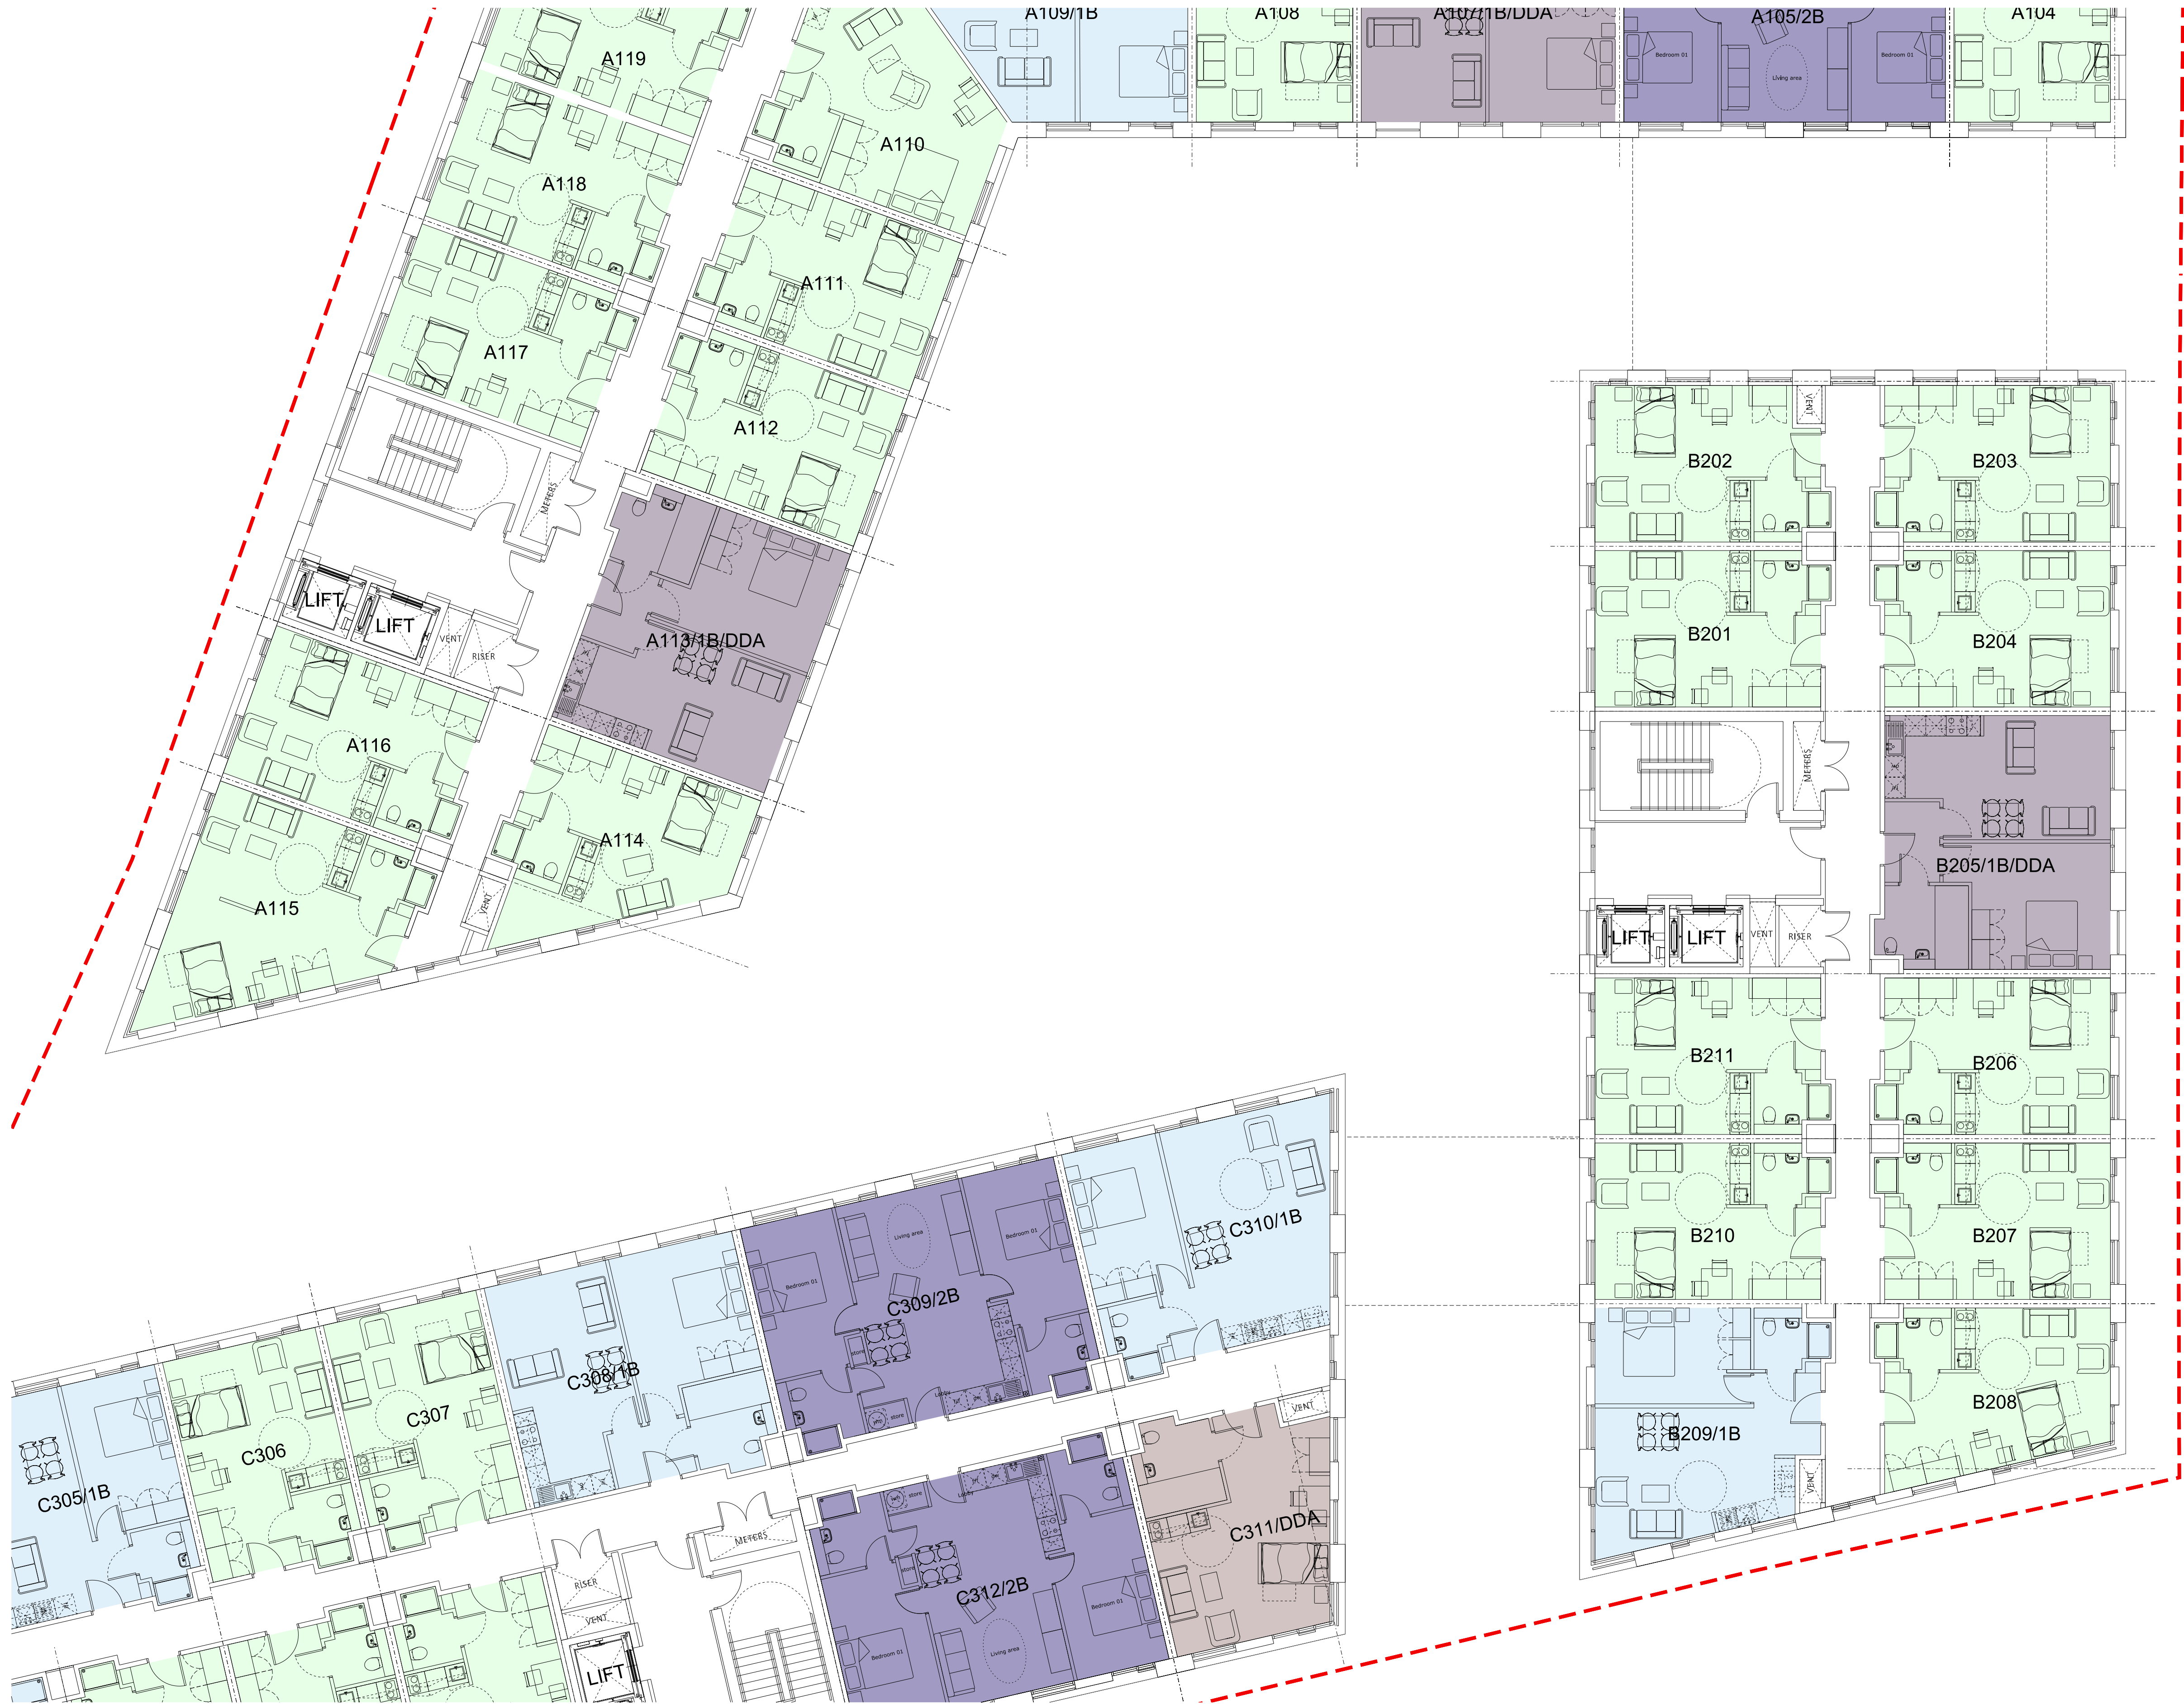 A109/1B
A108
A107/1B/DDA
A105/2B
A104
A119
Bedroom 01
Living area
Bedroom 01
A110
A118
A111
A117
A112
METERS
VENT
B202
B203
LIFT
LIFT
VENT
RISER
A113/1B/DDA
B201
B204
A116
METERS
A114
B205/1B/DDA
A115
VENT
LIFT
LIFT
VENT
RISER
B211
B206
C310/1B
Bedroom 01
Living area
Bedroom 01
B210
B207
C309/2B
store
C308/1B
Lobby
store
C307
C306
VENT
B208
B209/1B
C305/1B
VENT
METERS
store
Lobby
C311/DDA
RISER
store
C312/2B
VENT
Bedroom 01
Living area
Bedroom 01
LIFT